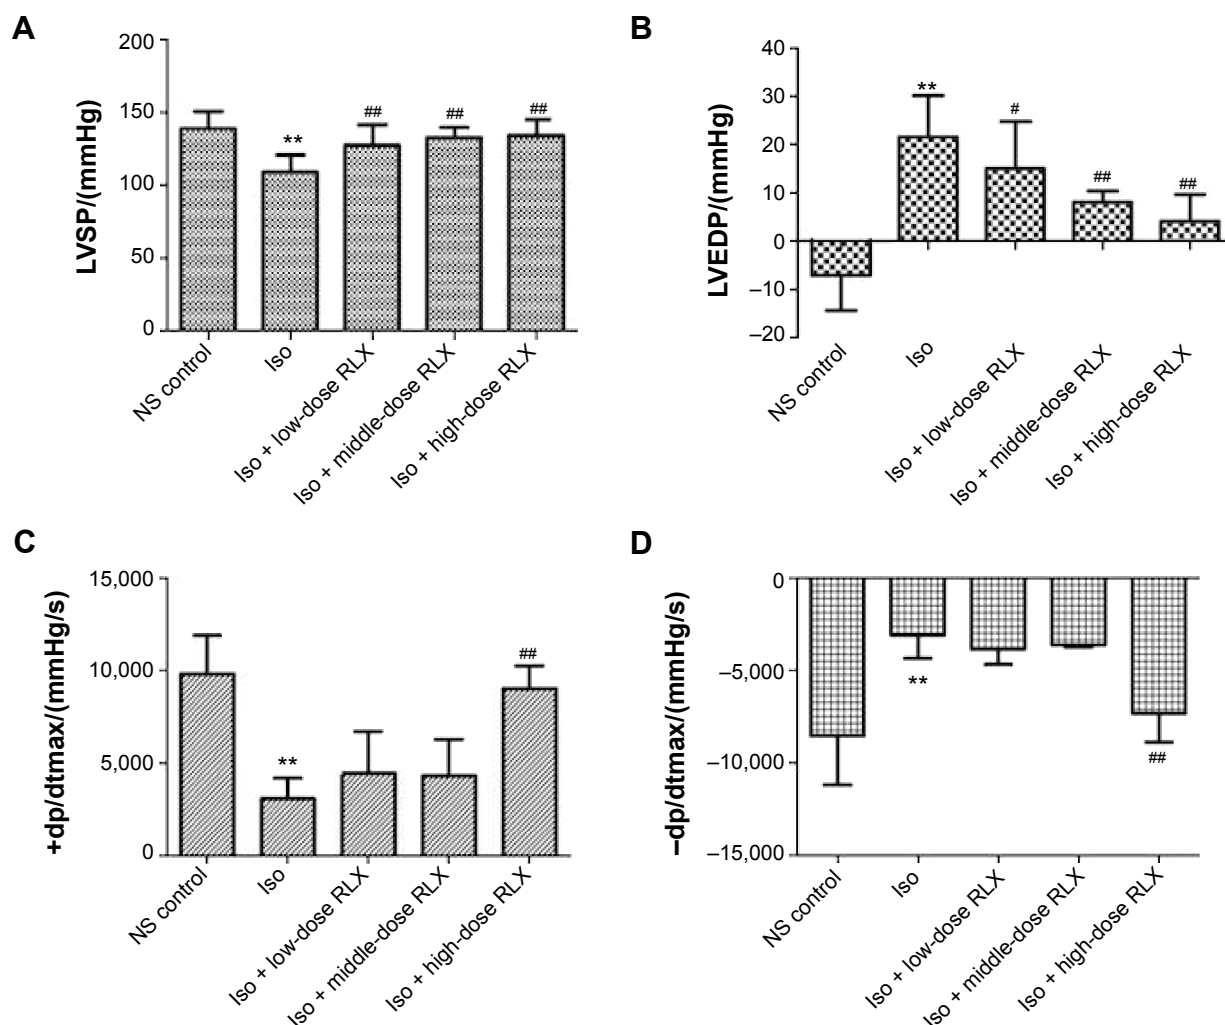 A
LVSP/(mmHg)
200
150
100
50
0
**
##
##
##
NS control
Iso
Iso + low-dose RLX
Iso + middle-dose RLX
Iso + high-dose RLX
B
LVEDP/(mmHg)
40
30
20
10
0
–10
–20
**
#
##
##
NS control
Iso
Iso + low-dose RLX
Iso + middle-dose RLX
Iso + high-dose RLX
C
+dp/dtmax/(mmHg/s)
15,000
10,000
5,000
0
**
##
NS control
Iso
Iso + low-dose RLX
Iso + middle-dose RLX
Iso + high-dose RLX
D
–dp/dtmax/(mmHg/s)
0
–5,000
–10,000
–15,000
**
##
NS control
Iso
Iso + low-dose RLX
Iso + middle-dose RLX
Iso + high-dose RLX